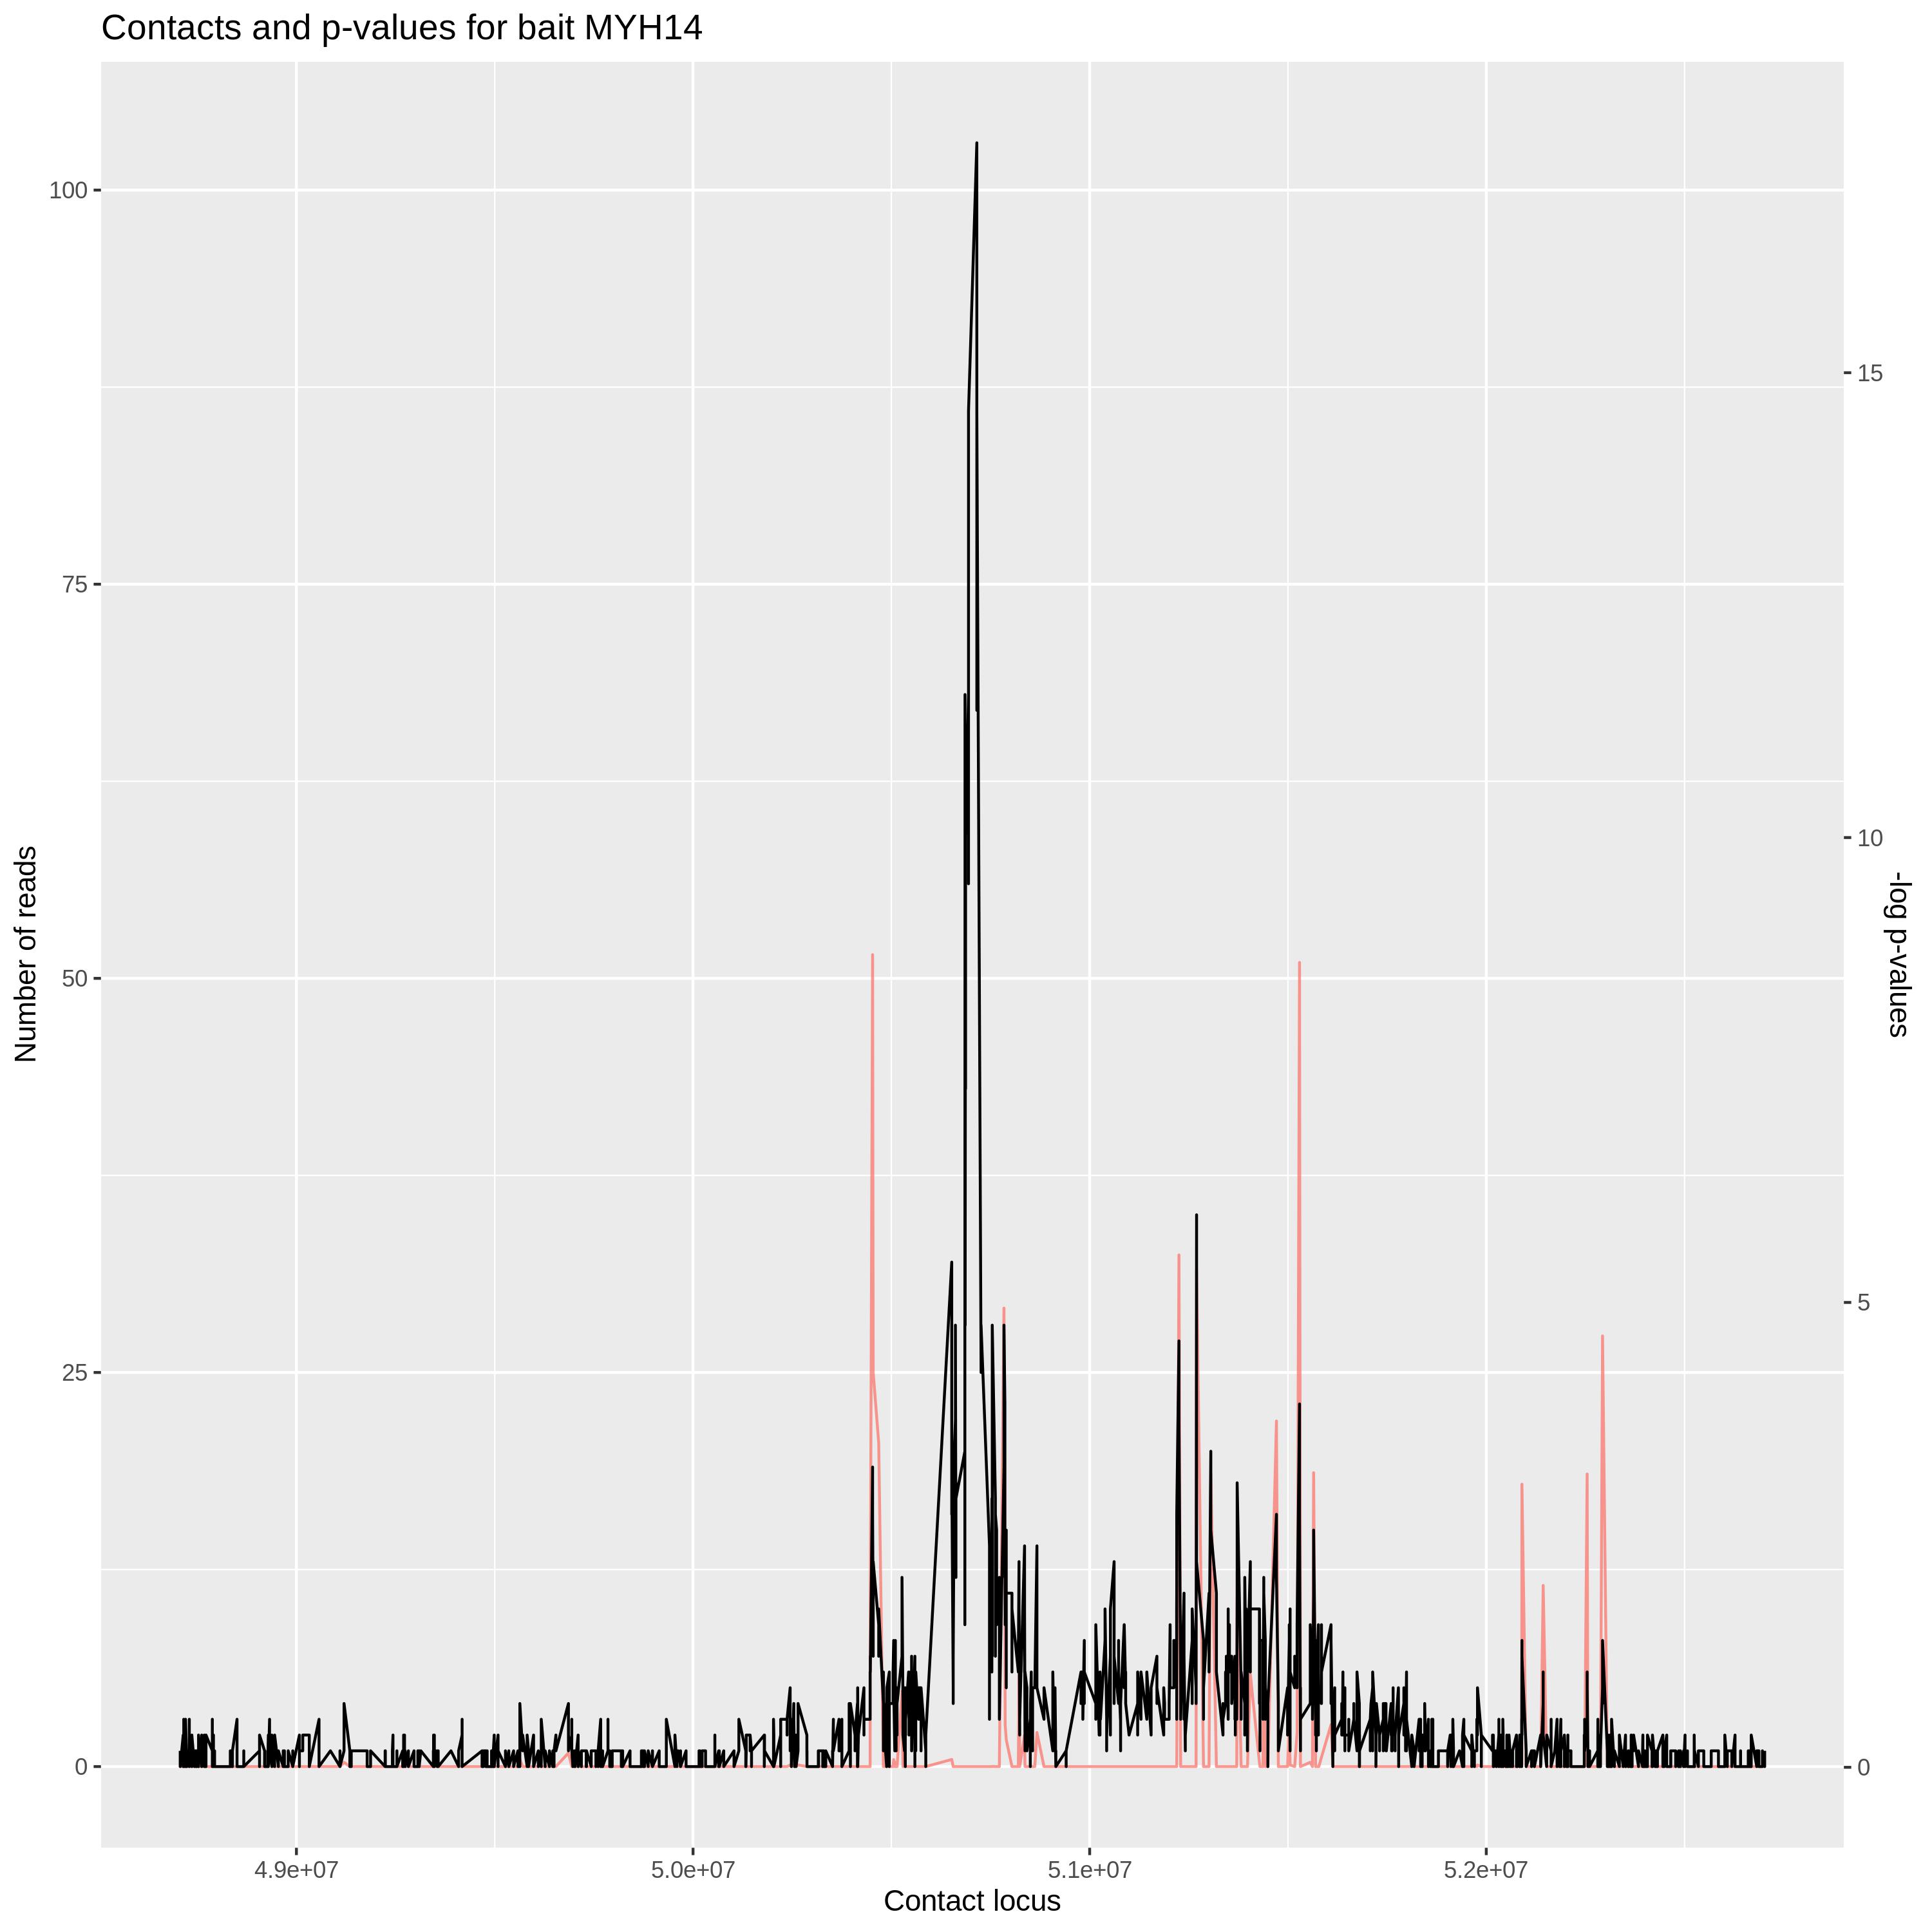 Contacts and p-values for bait MYH14
100
75
50
25
0
15
10
5
0
Number of reads
-log p-values
4.9e+07 5.0e+07 5.1e+07 5.2e+07
Contact locus